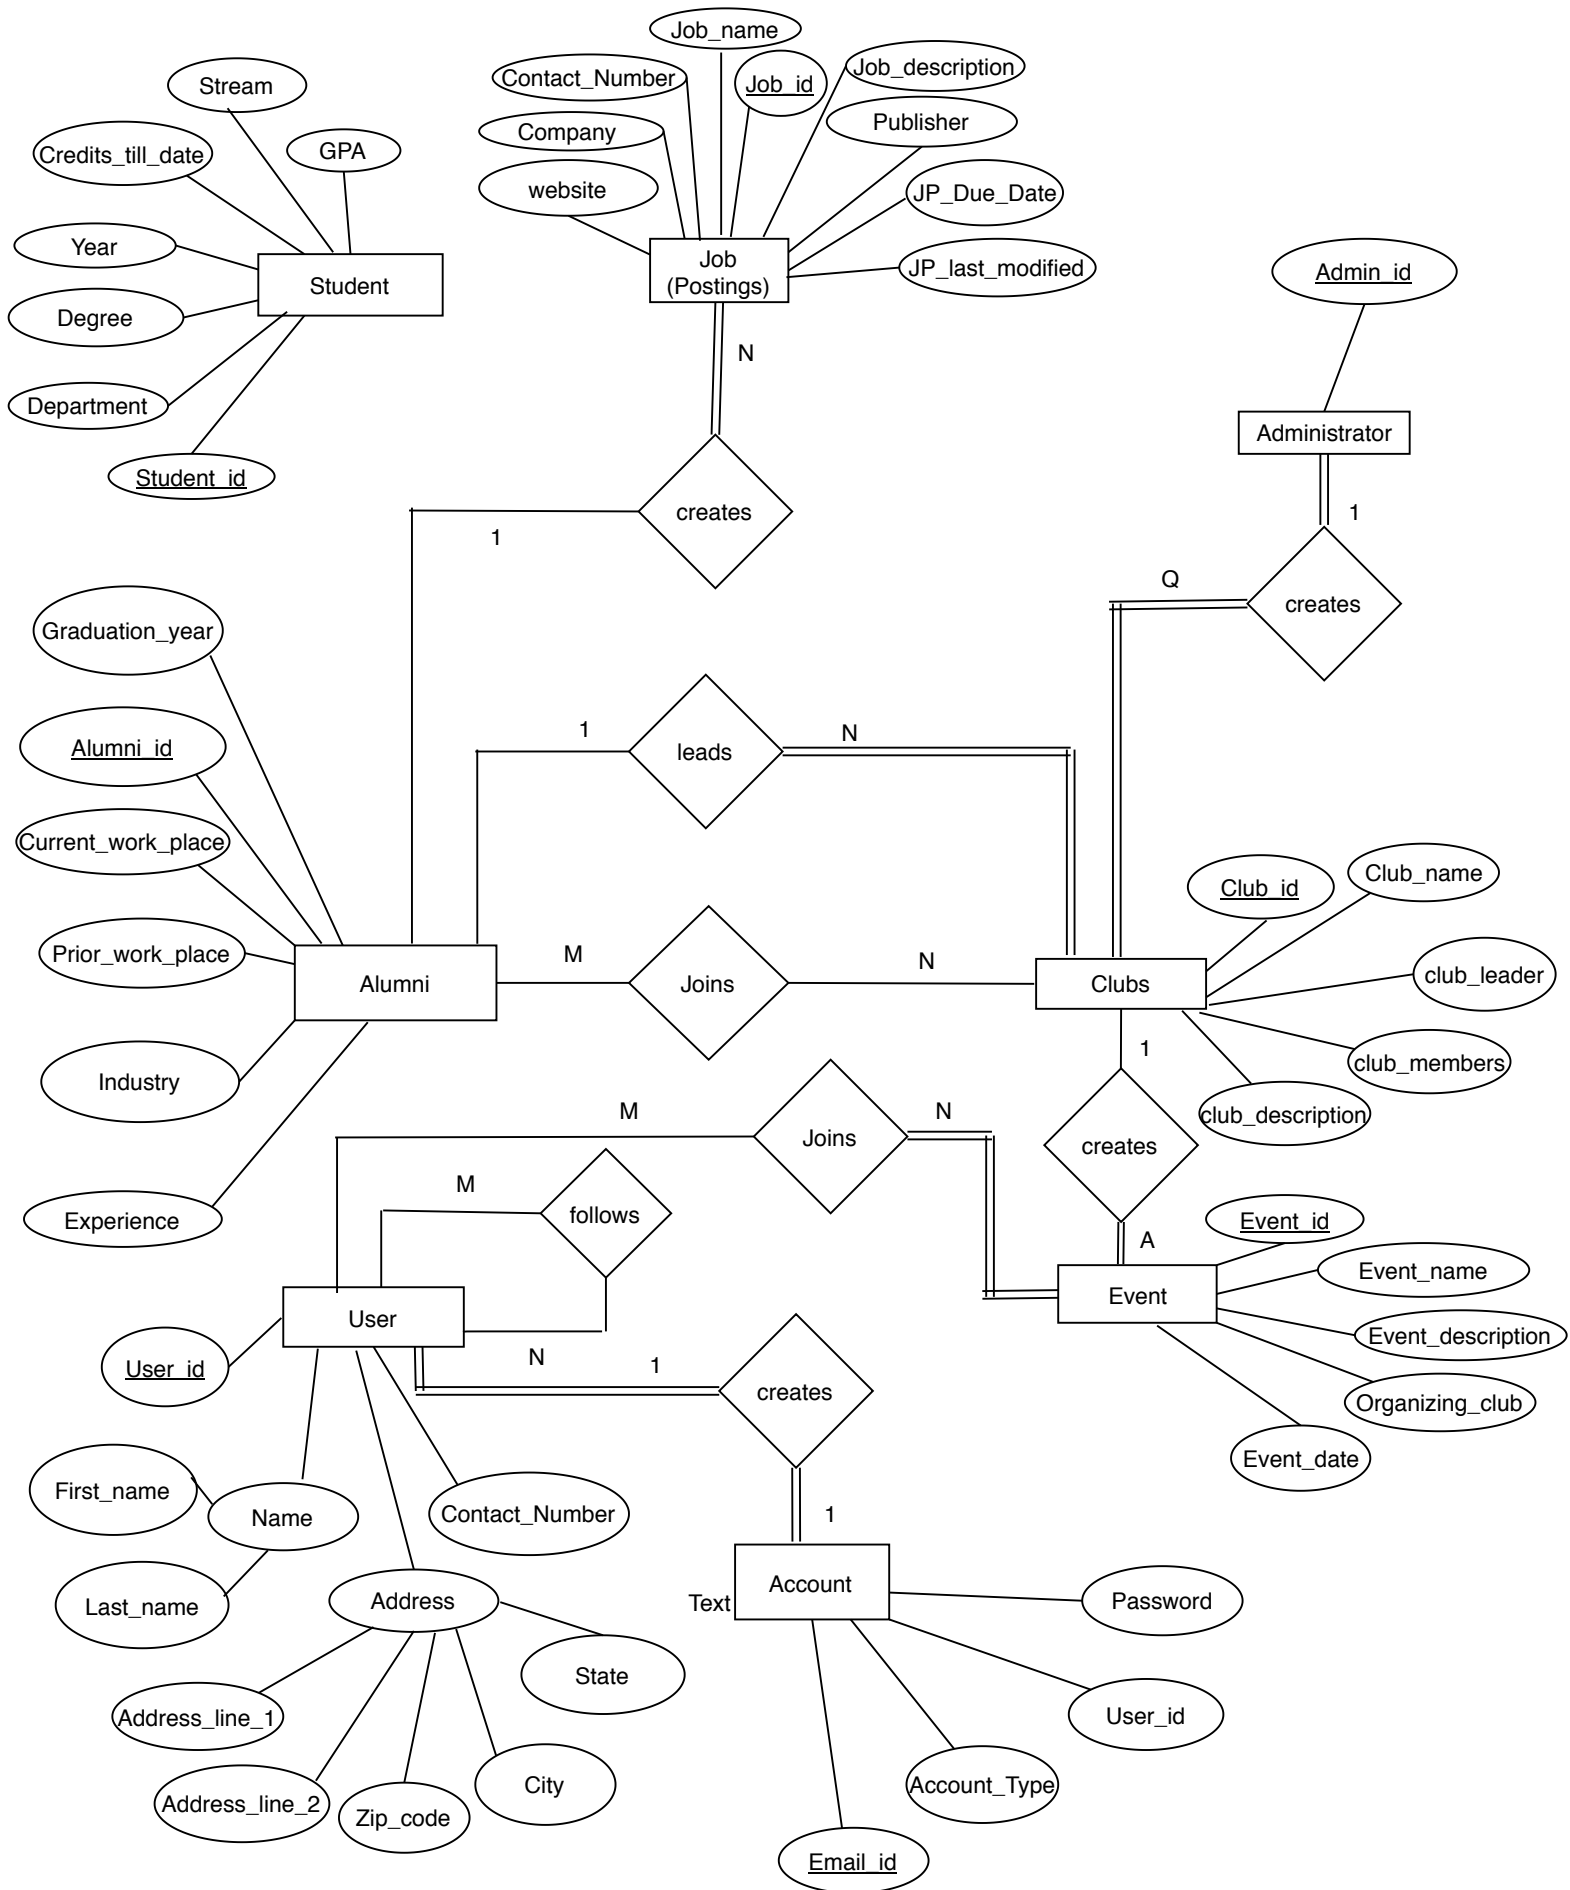 Job_name
Stream
Contact_Number
Job_id
Job_description
Company
Publisher
Credits_till_date
GPA
website
JP_Due_Date
Year
Job
(Postings)
JP_last_modified
Admin_id
Student
Degree
N
Department
Administrator
Student_id
creates
1
1
Q
creates
Graduation_year
Alumni_id
1
leads
N
Current_work_place
Club_id
Club_name
Prior_work_place
M
N
Alumni
Joins
Clubs
club_leader
1
club_members
Industry
M
N
club_description
Joins
creates
M
follows
Experience
Event_id
A
Event_name
Event
User
Event_description
User_id
N
1
creates
Organizing_club
Event_date
First_name
Name
Contact_Number
1
Account
Last_name
Address
Text
Password
State
Address_line_1
User_id
City
Account_Type
Address_line_2
Zip_code
Email_id